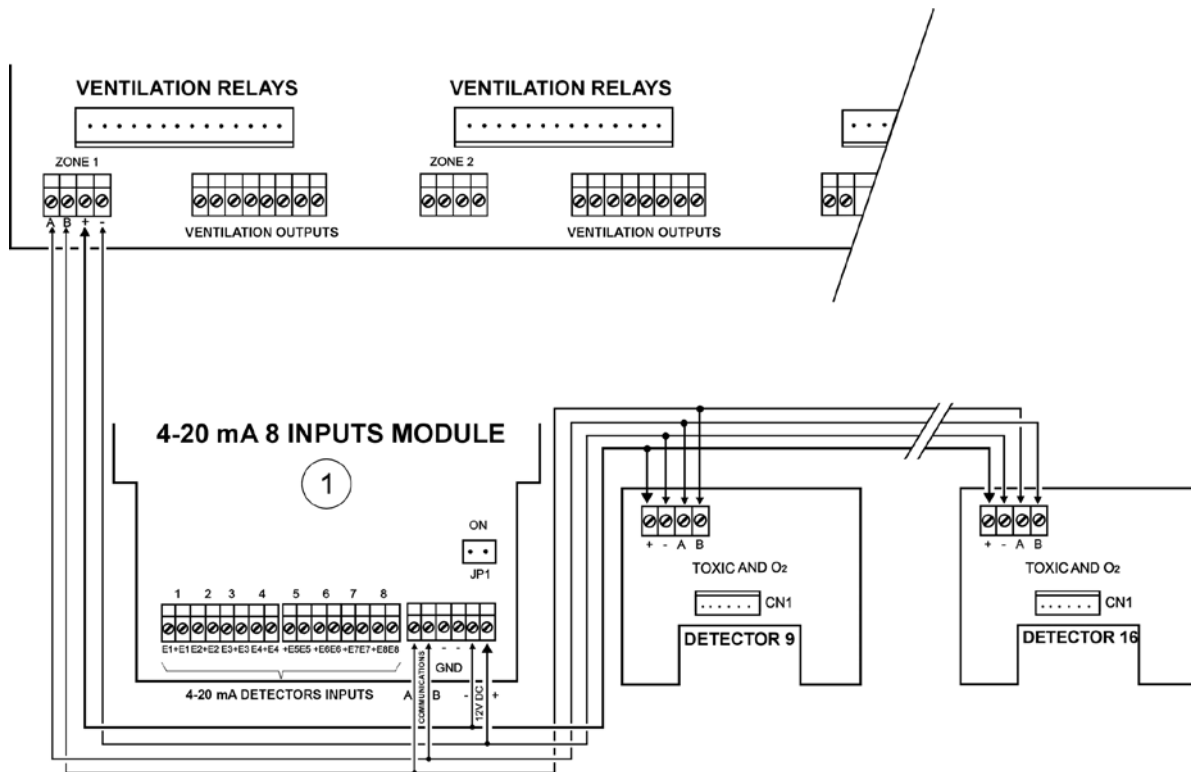 VENTILATION RELAYS VENTILATION RELAYS
ZONE 1 ZONE 2
A B + -
VENTILATION OUTPUTS VENTILATION OUTPUTS
4-20 mA 8 INPUTS MODULE
1
ON
JP1
1 2 3 4 5 6 7 8
E1+E1 E2+E2 E3+E3 E4+E4 +E5E5 +E6E6 +E7E7 +E8E8
- -
GND
4-20 mA DETECTORS INPUTS
A COMMUNICATIONS B - 12V DC +
+ - A B
TOXIC AND O2
CN1
DETECTOR 9
+ - A B
TOXIC AND O2
CN1
DETECTOR 16